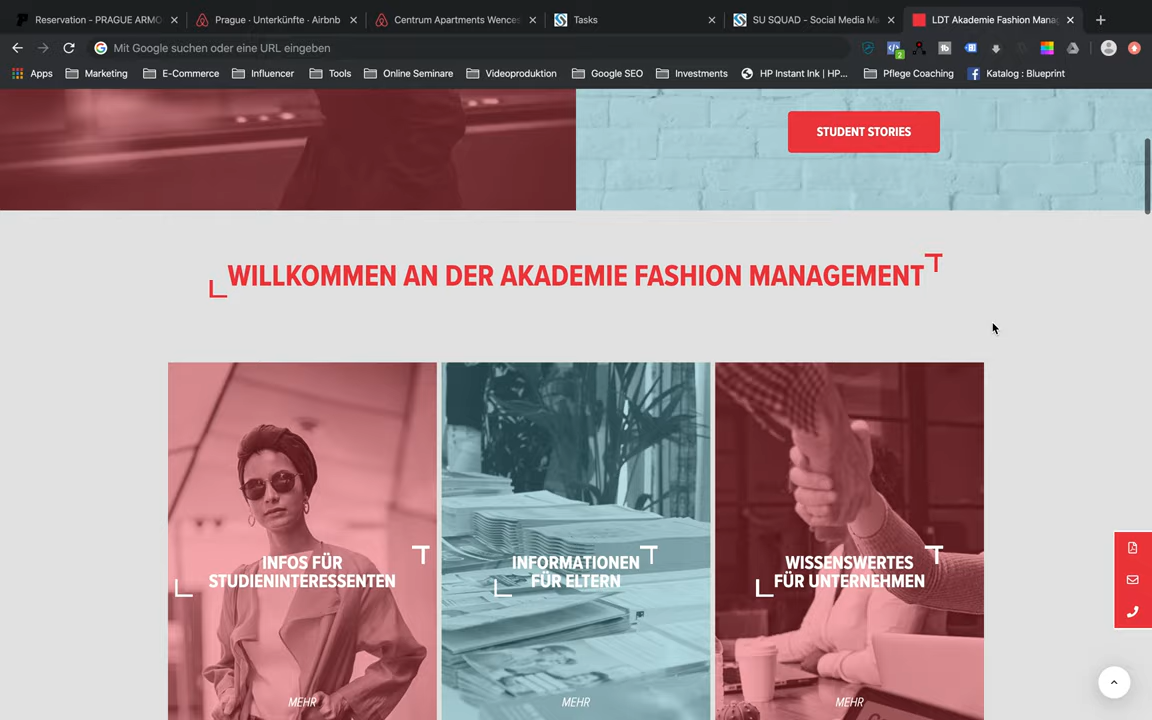 Reservation - PRAGUE ARMO
Prague · Unterkünfte · Airbnb
Centrum Apartments Wences
Tasks
SU SQUAD - Social Media Ma
LDT Akademie Fashion Manag
Mit Google suchen oder eine URL eingeben
2
Apps
Marketing
E-Commerce
Influencer
Tools
Online Seminare
Videoproduktion
Google SEO
Investments
HP Instant Ink | HP...
Pflege Coaching
Katalog : Blueprint
STUDENT STORIES
WILLKOMMEN AN DER AKADEMIE FASHION MANAGEMENT
INFOS FÜR
STUDIENINTERESSENTEN
MEHR
INFORMATIONEN
FÜR ELTERN
MEHR
WISSENSWERTES
FÜR UNTERNEHMEN
MEHR